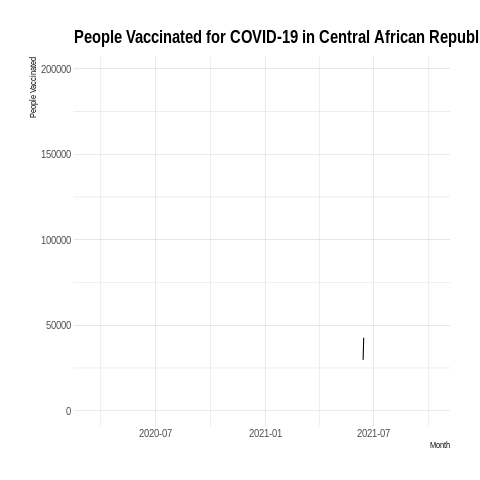 People Vaccinated for COVID-19 in Central African Republ
People Vaccinated
200000
150000
100000
50000
0
2020-07 2021-01 2021-07
Month